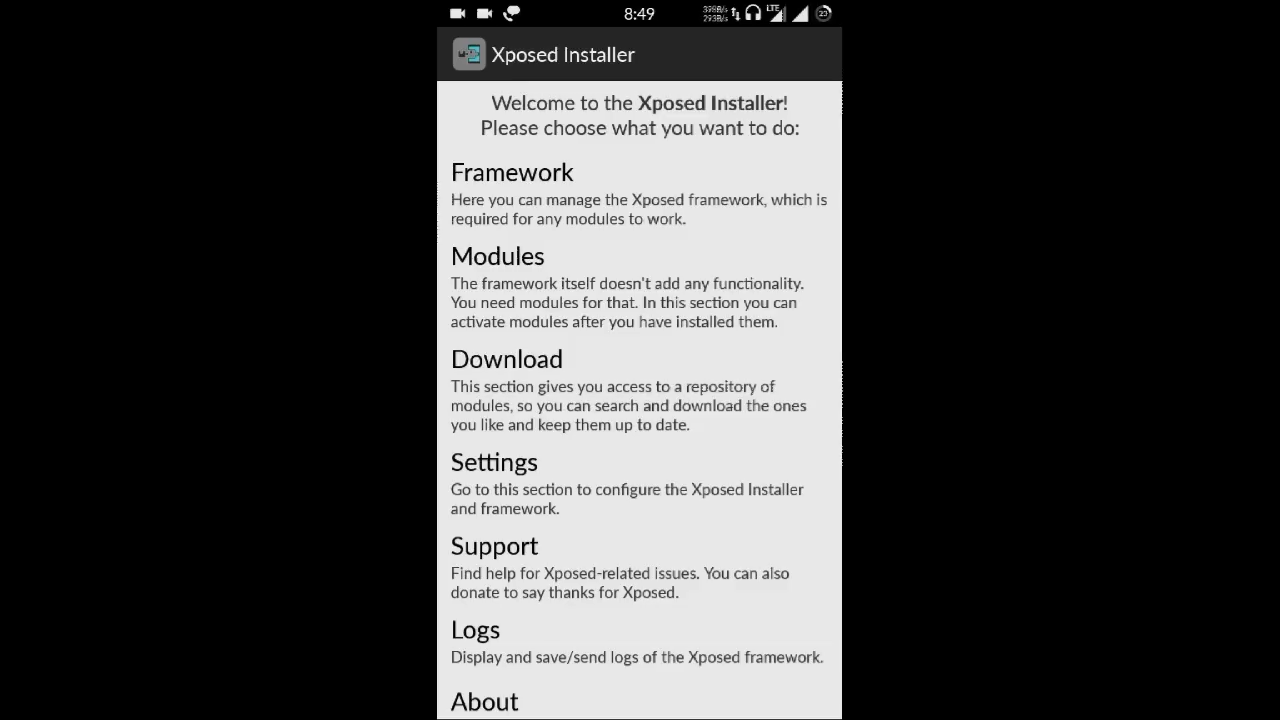 8:49
LTE
23
Xposed Installer
Welcome to the Xposed Installer!
Please choose what you want to do:
Framework
Here you can manage the Xposed framework, which is
required for any modules to work.
Modules
The framework itself doesn't add any functionality.
You need modules for that. In this section you can
activate modules after you have installed them.
Download
This section gives you access to a repository of
modules, so you can search and download the ones
you like and keep them up to date.
Settings
Go to this section to configure the Xposed Installer
and framework.
Support
Find help for Xposed-related issues. You can also
donate to say thanks for Xposed.
Logs
Display and save/send logs of the Xposed framework.
About